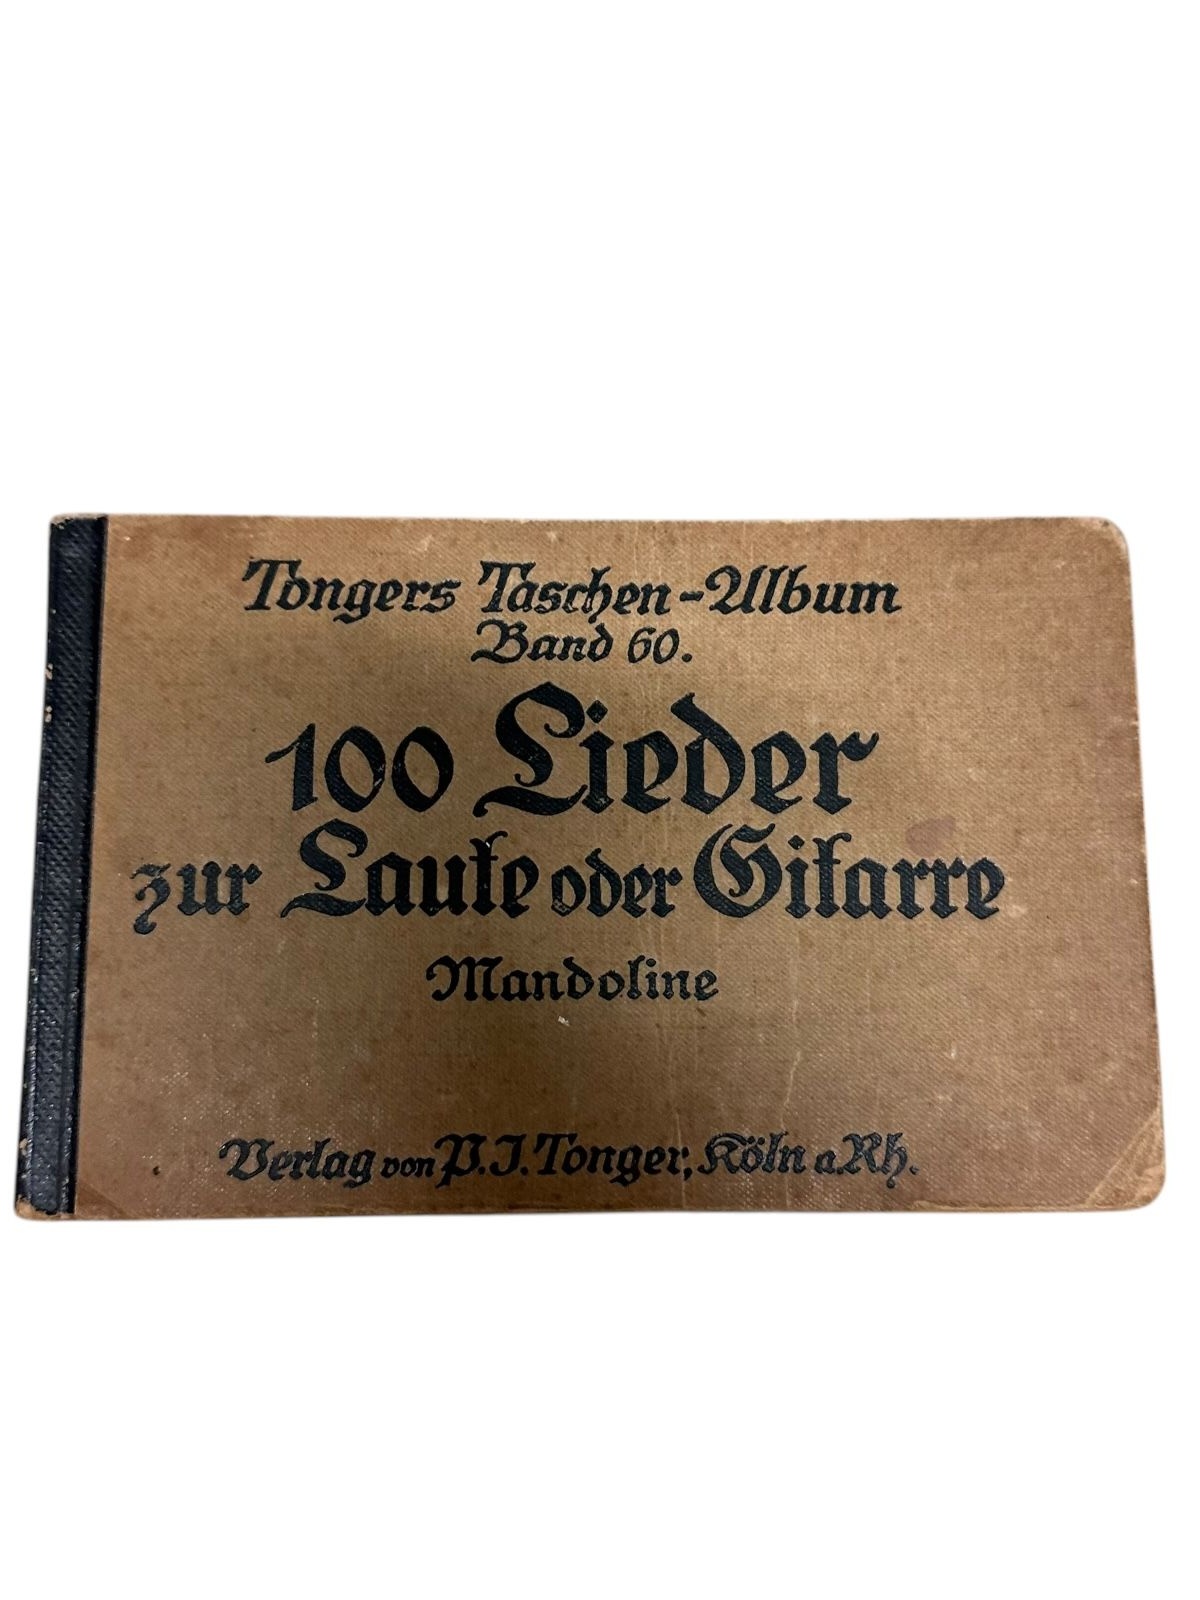 Tongers Taschen-Album
Band 60.
100 Lieder
zur Laute oder Gitarre
Mandoline
Verlag von P. J. Tonger, Köln a. Rh.